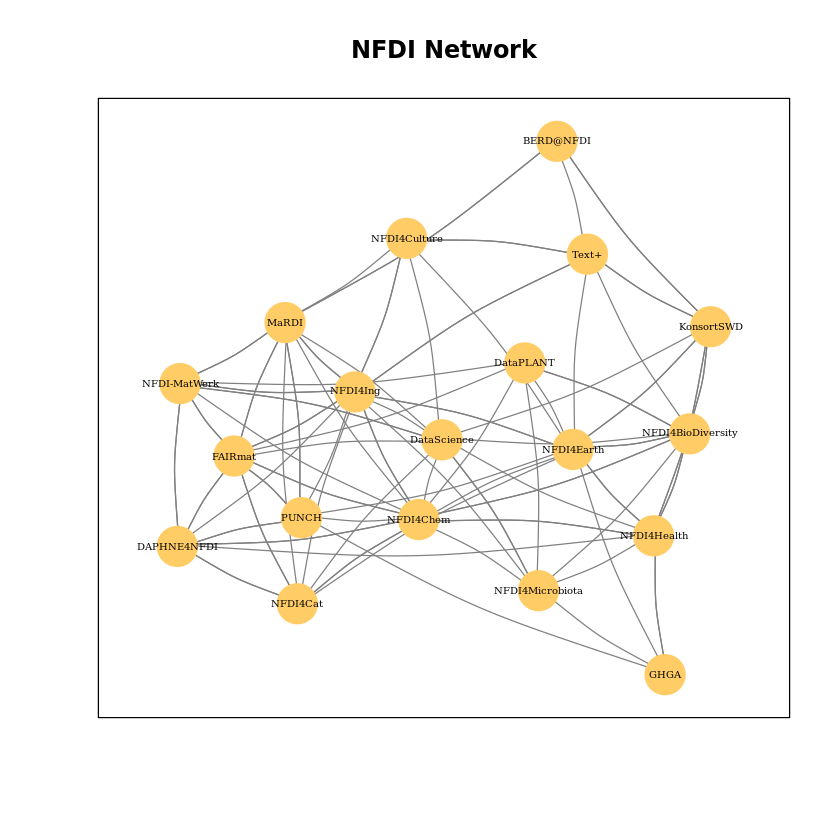 NFDI Network
BERD@NFDI
NFDI4Culture
Text+
MaRDI
KonsortSWD
DataPLANT
NFDI-MatWerk
NFDI4Ing
DataScience
NFDI4BioDiversity
NFDI4Earth
FAIRmat
PUNCH
NFDI4Chem
NFDI4Health
DAPHNE4NFDI
NFDI4Microbiota
NFDI4Cat
GHGA